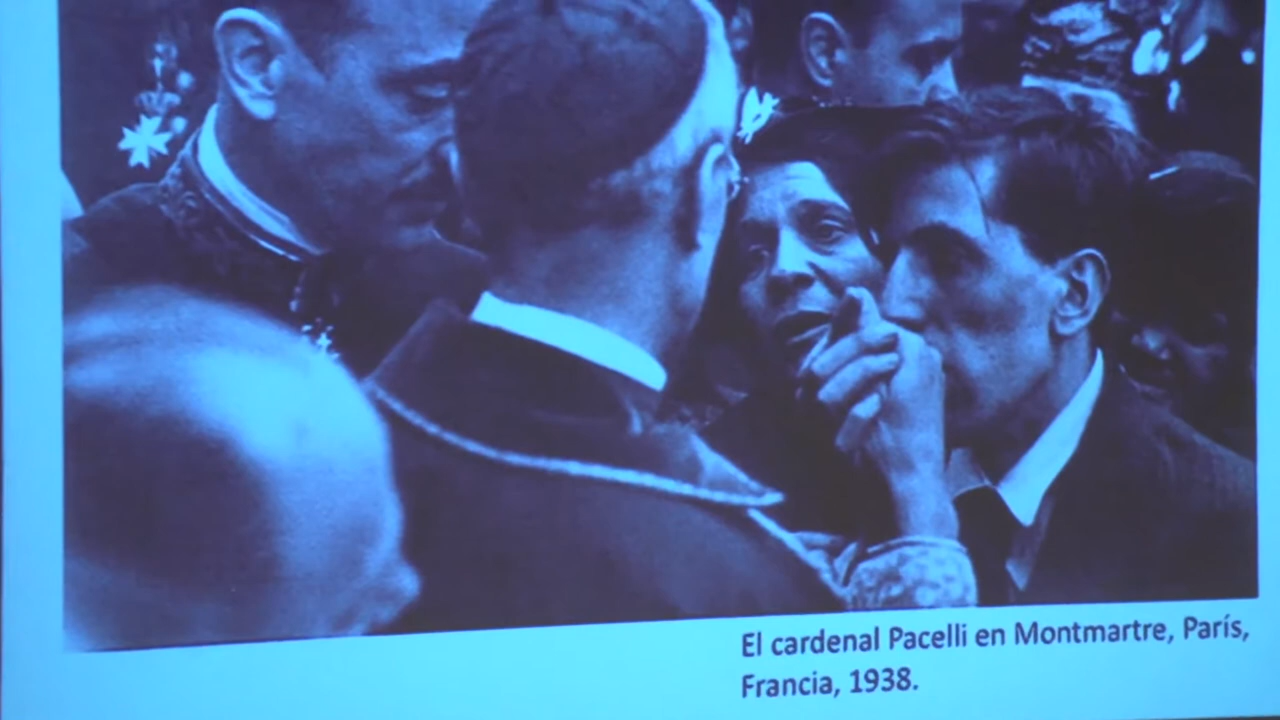 El cardenal Pacelli en Montmartre, París,
Francia, 1938.